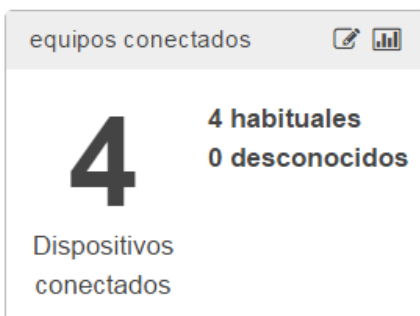 equipos conectados
4
Dispositivos
conectados
4 habituales
0 desconocidos